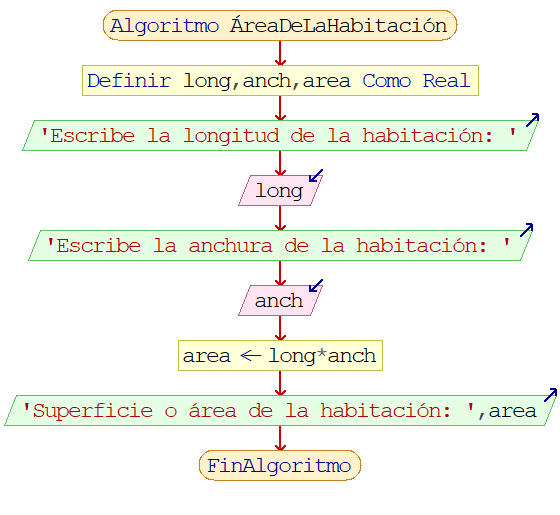 Algoritmo ÁreaDeLaHabitación
Definir long,anch,area Como Real
'Escribe la longitud de la habitación: '
long
'Escribe la anchura de la habitación: '
anch
area ← long*anch
'Superficie o área de la habitación: ',area
FinAlgoritmo